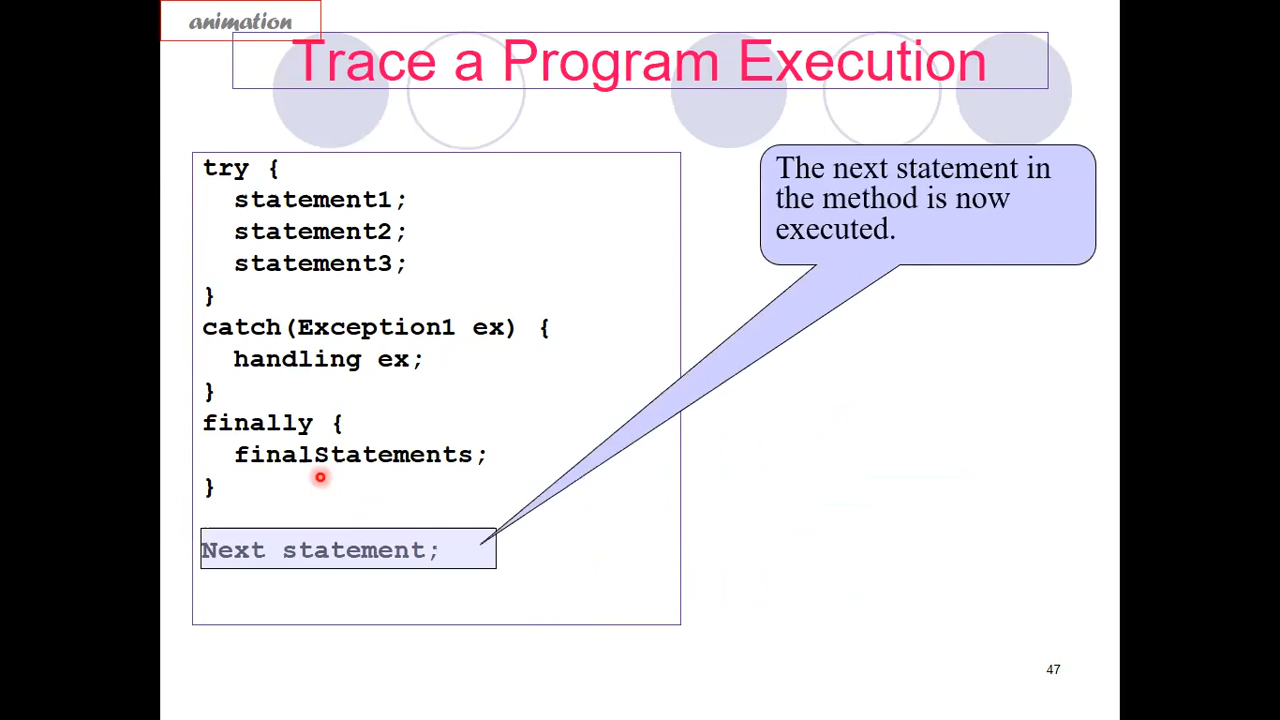 animation
Trace a Program Execution
try {
statement1;
statement2;
statement3;
}
catch(Exception1 ex) {
handling ex;
}
finally {
finalStatements;
}
Next statement;
The next statement in
the method is now
executed.
47